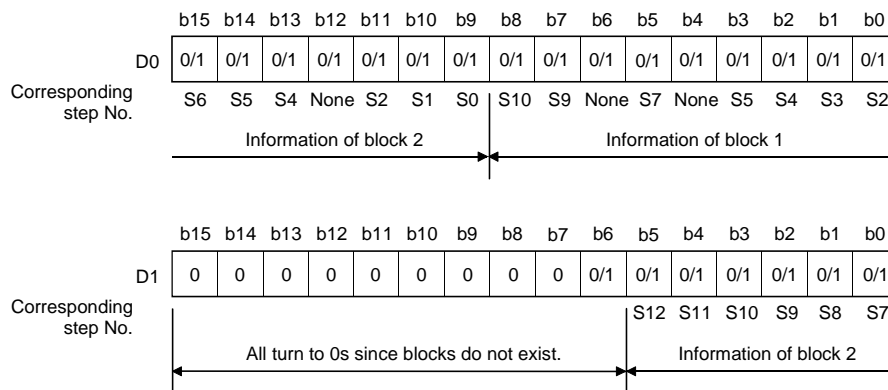 b15 b14 b13 b12 b11 b10 b9 b8 b7 b6 b5 b4 b3 b2 b1 b0
D0 0/1 0/1 0/1 0/1 0/1 0/1 0/1 0/1 0/1 0/1 0/1 0/1 0/1 0/1 0/1 0/1
Corresponding step No. S6 S5 S4 None S2 S1 S0 S10 S9 None S7 None S5 S4 S3 S2
Information of block 2 Information of block 1
b15 b14 b13 b12 b11 b10 b9 b8 b7 b6 b5 b4 b3 b2 b1 b0
D1 0 0 0 0 0 0 0 0 0 0/1 0/1 0/1 0/1 0/1 0/1 0/1
Corresponding step No. S12 S11 S10 S9 S8 S7
All turn to 0s since blocks do not exist. Information of block 2